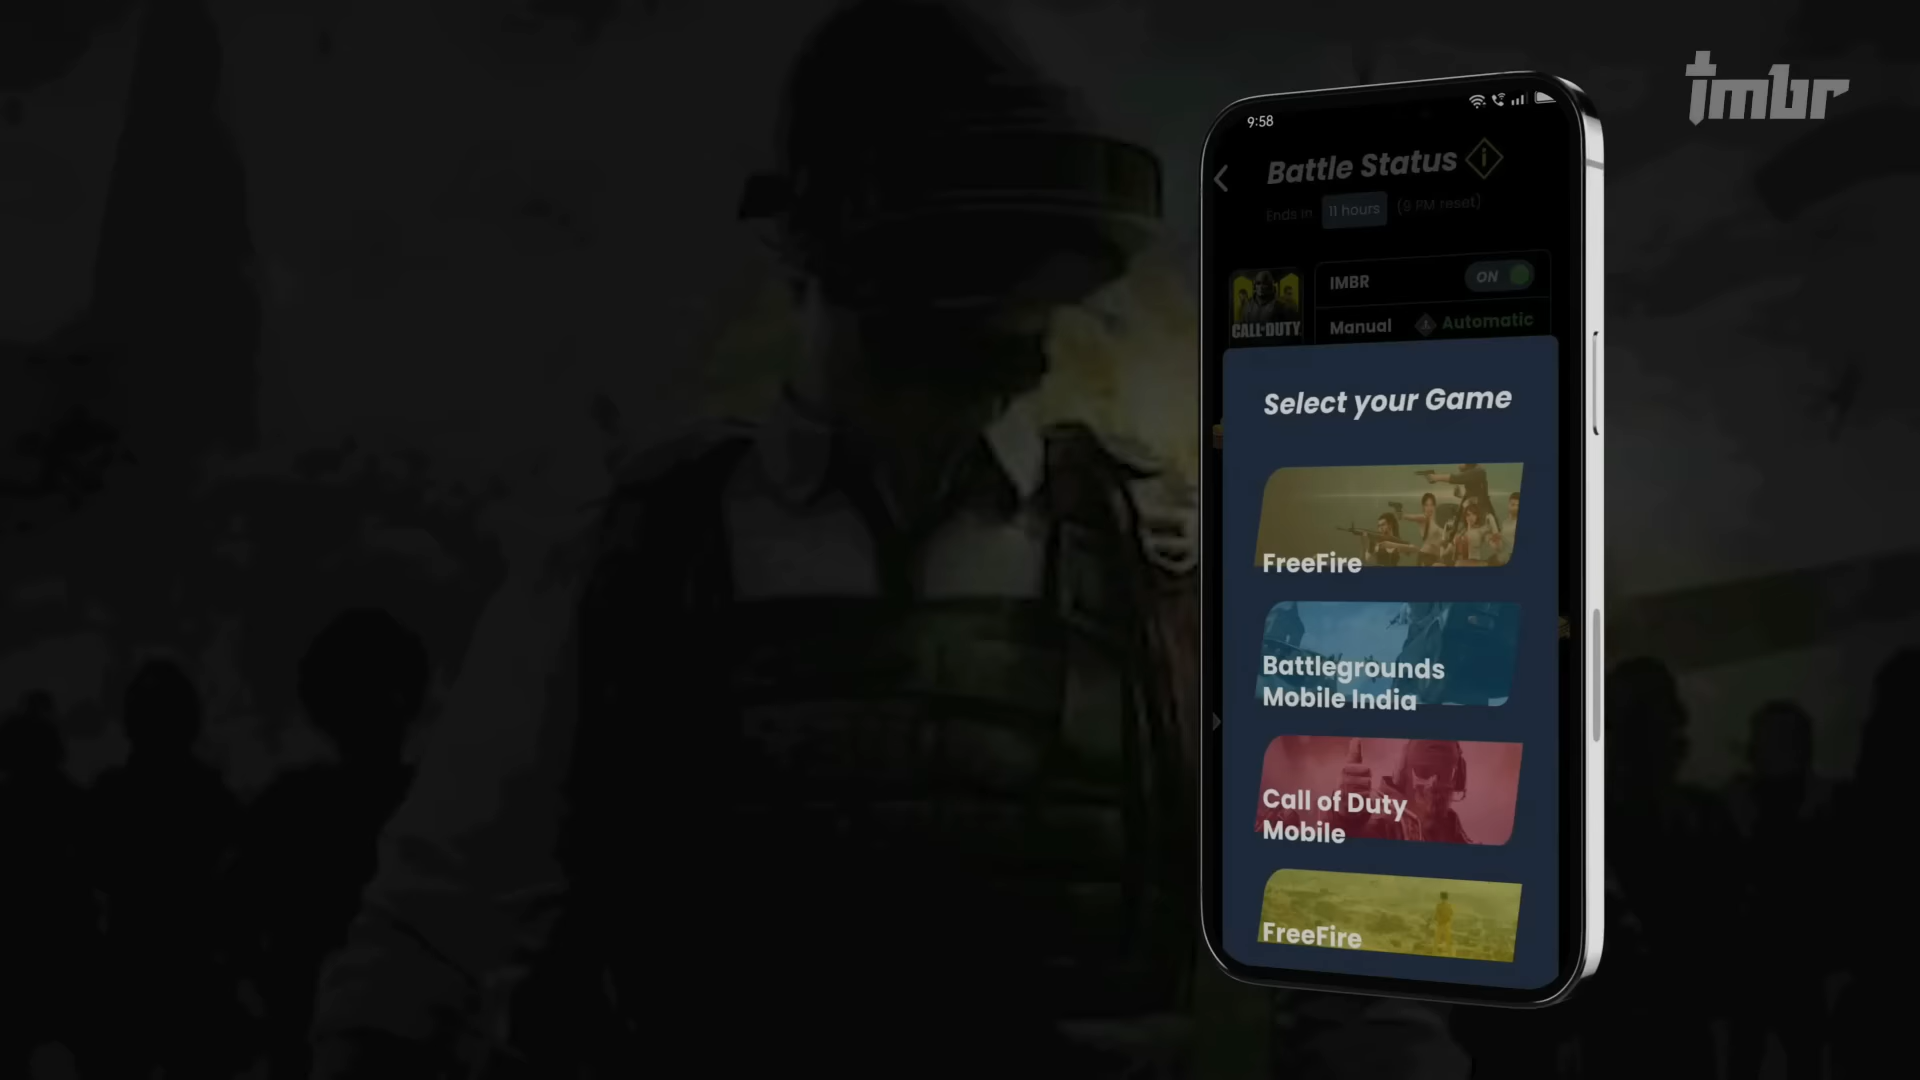 imbr
9:58
Battle Status
Ends in 11 hours (9 PM reset)
IMBR ON
CALL OF DUTY
Manual Automatic
Select your Game
FreeFire
Battlegrounds
Mobile India
Call of Duty
Mobile
FreeFire